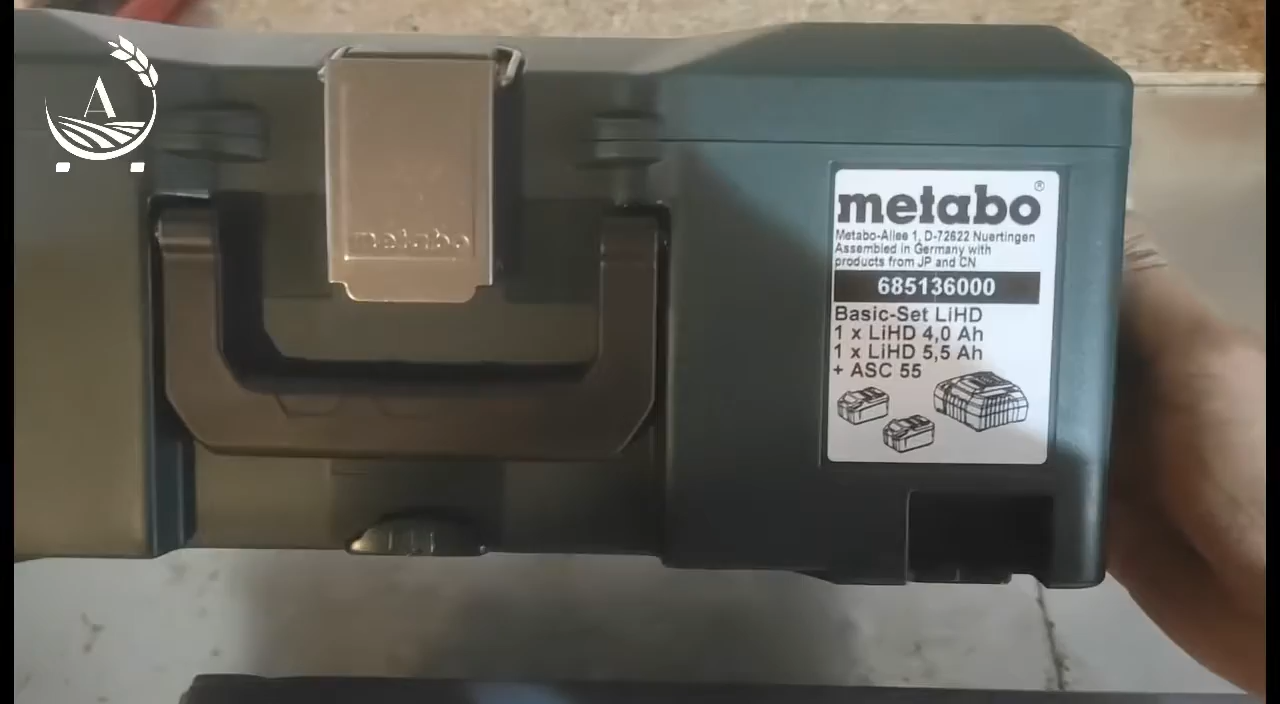 A
metabo
metabo®
Metabo-Allee 1, D-72622 Nuertingen
Assembled in Germany with
products from JP and CN
685136000
Basic-Set LiHD
1 x LiHD 4,0 Ah
1 x LiHD 5,5 Ah
+ ASC 55